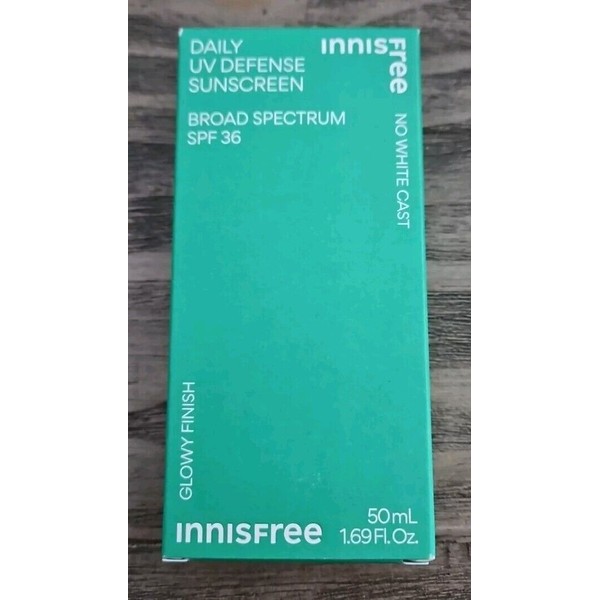 DAILY
UV DEFENSE
SUNSCREEN
BROAD SPECTRUM
SPF 36
INNISFree
NO WHITE CAST
GLOWY FINISH
INNISFree
50mL
1.69 Fl. Oz.